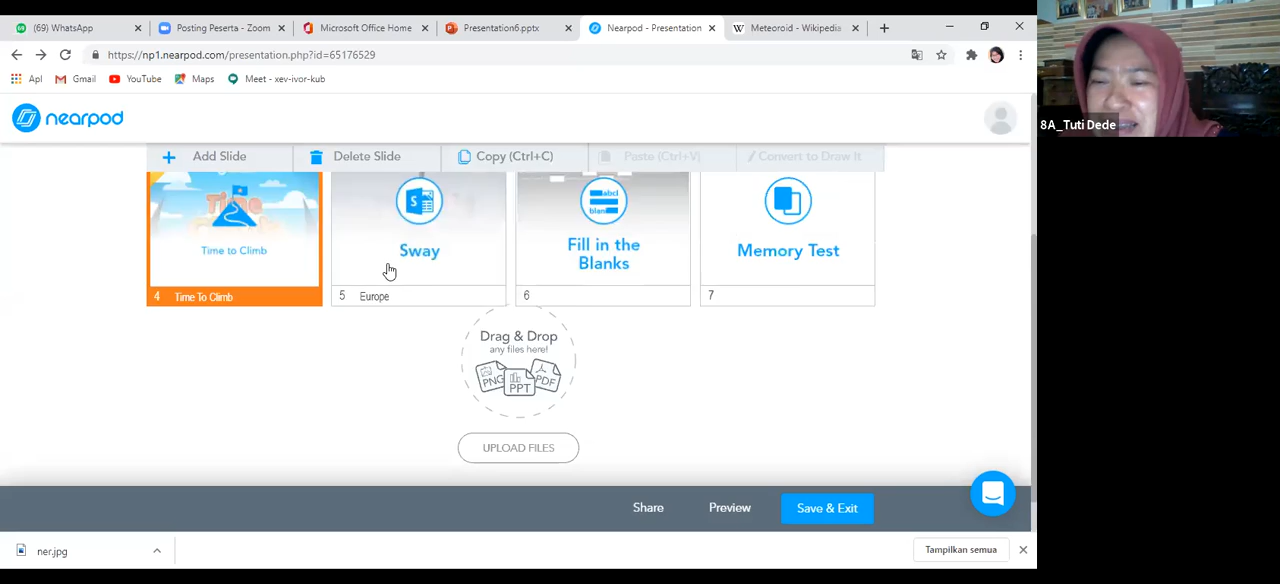 (69) WhatsApp
Posting Peserta - Zoom
Microsoft Office Home
Presentation6.pptx
Nearpod - Presentation
Meteoroid - Wikipedia
https://np1.nearpod.com/presentation.php?id=65176529
Apl
Gmail
YouTube
Maps
Meet - xev-ivor-kub
8A_Tuti Dede
nearpod
Add Slide
Delete Slide
Copy (Ctrl+C)
Paste (Ctrl+V)
Convert to Draw It
Time to Climb
Sway
abcl
blan
Fill in the
Blanks
Memory Test
4 Time To Climb
5 Europe
6
7
Drag & Drop
any files here!
PNG
PPT
PDF
UPLOAD FILES
Share
Preview
Save & Exit
ner.jpg
Tampilkan semua